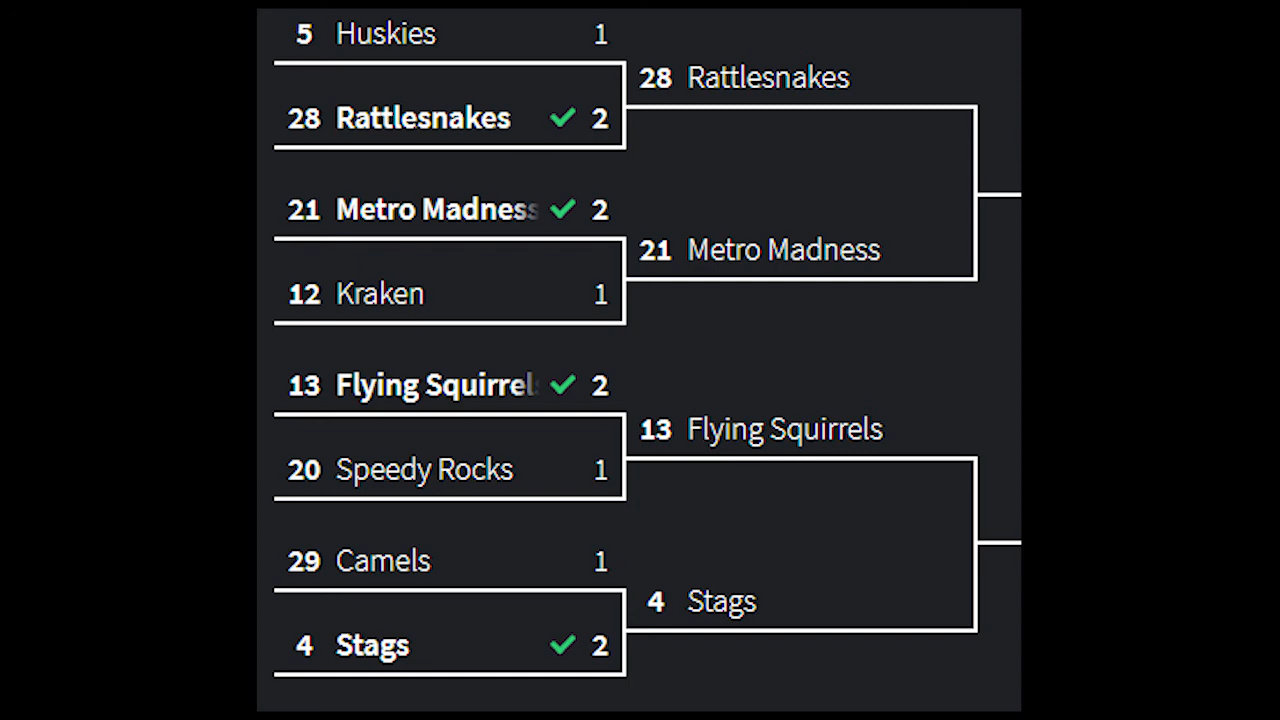 5 Huskies 1
28 Rattlesnakes 2
21 Metro Madness 2
12 Kraken 1
13 Flying Squirrels 2
20 Speedy Rocks 1
29 Camels 1
4 Stags 2
28 Rattlesnakes
21 Metro Madness
13 Flying Squirrels
4 Stags